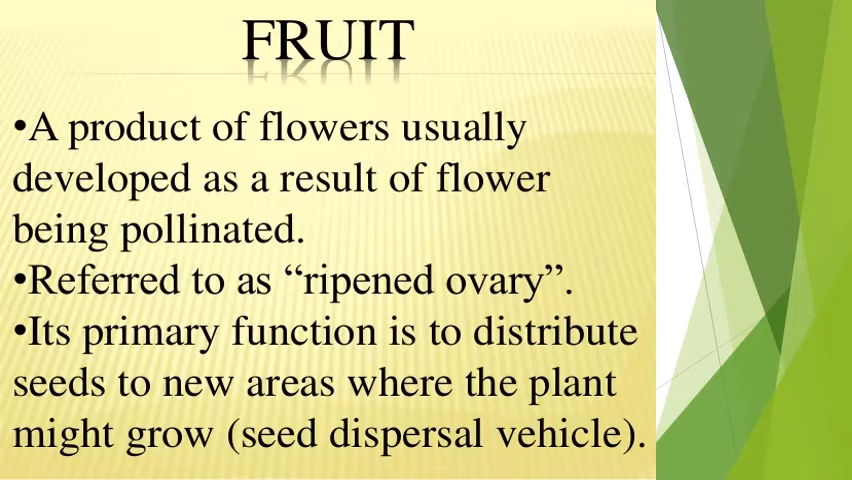 FRUIT
•A product of flowers usually
developed as a result of flower
being pollinated.
•Referred to as “ripened ovary”.
•Its primary function is to distribute
seeds to new areas where the plant
might grow (seed dispersal vehicle).